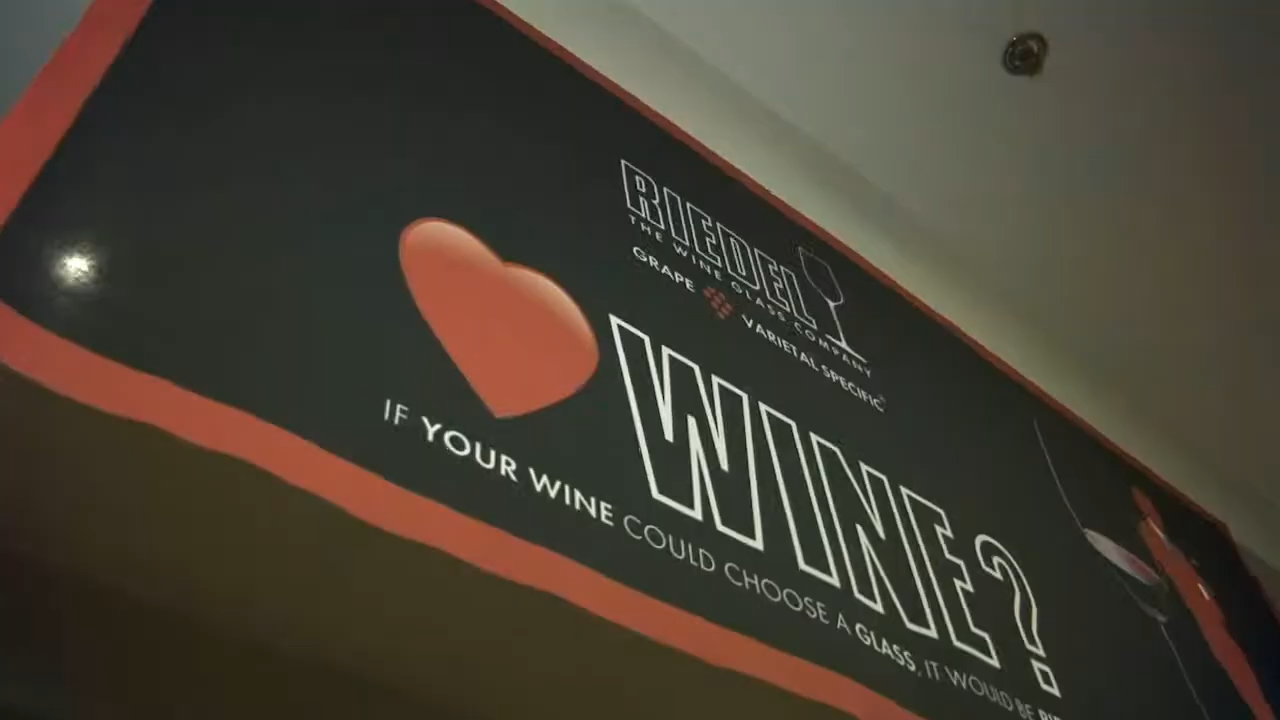 RIEDEL
THE WINE GLASS COMPANY
GRAPE VARIETAL SPECIFIC®
WINE?
IF YOUR WINE COULD CHOOSE A GLASS, IT WOULD BE